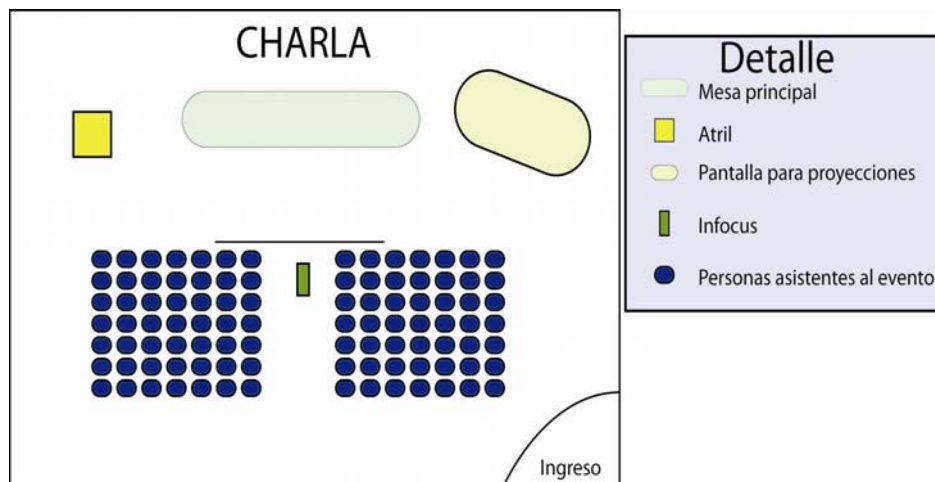 CHARLA
Detalle
Mesa principal
Atril
Pantalla para proyecciones
Infocus
Personas asistentes al evento
Ingreso